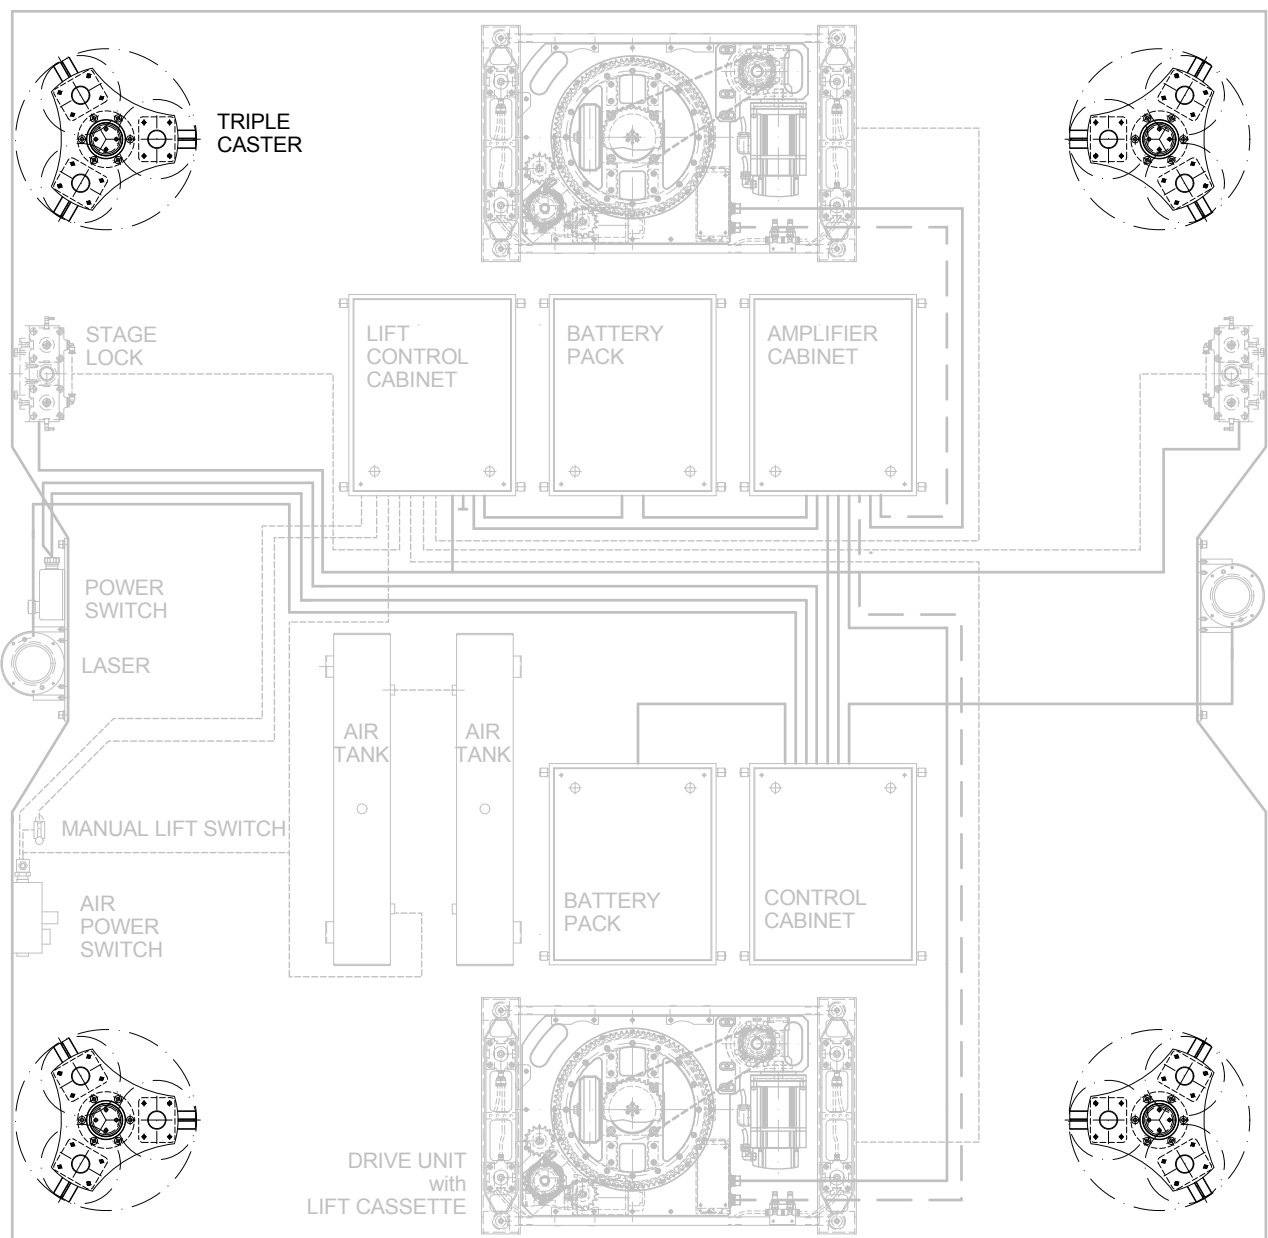 TRIPLE
CASTER
STAGE
LOCK
LIFT
CONTROL
CABINET
BATTERY
PACK
AMPLIFIER
CABINET
POWER
SWITCH
LASER
AIR
TANK
AIR
TANK
MANUAL LIFT SWITCH
AIR
POWER
SWITCH
BATTERY
PACK
CONTROL
CABINET
DRIVE UNIT
with
LIFT CASSETTE